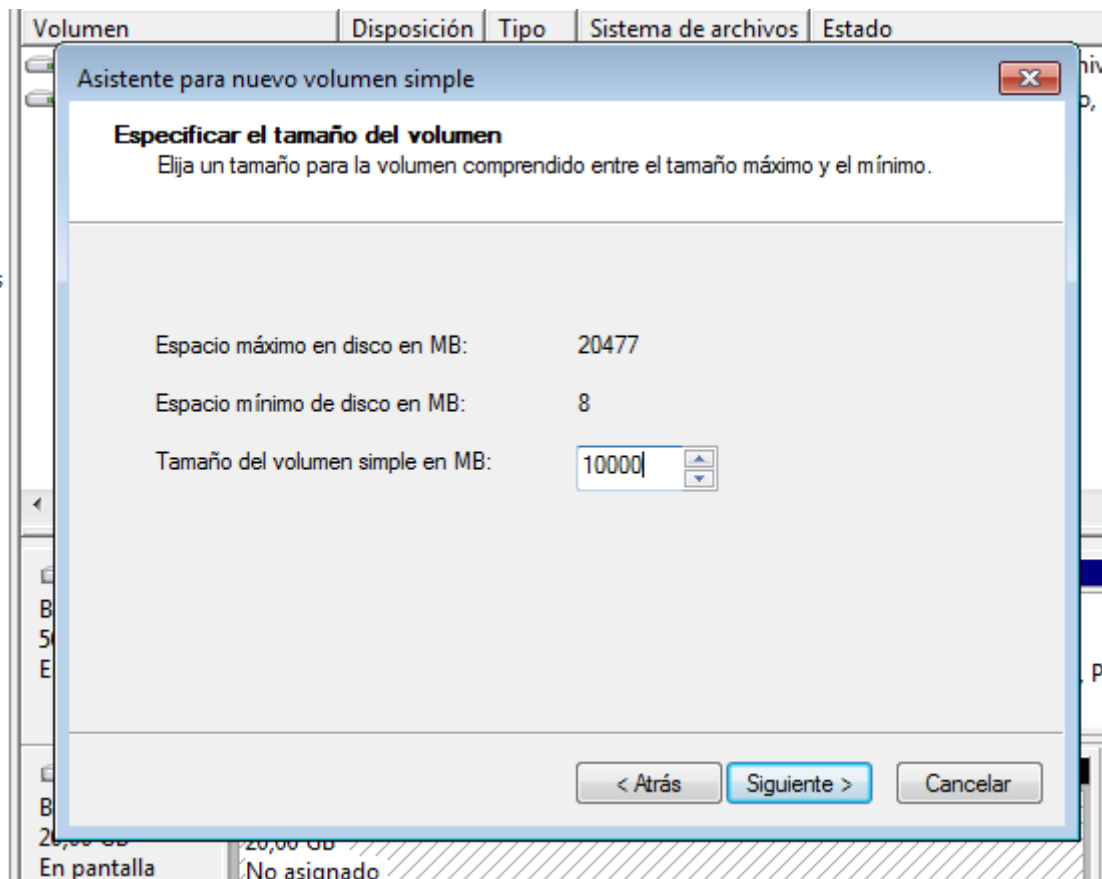 Volumen Disposición Tipo Sistema de archivos Estado
Asistente para nuevo volumen simple
Especificar el tamaño del volumen
Elija un tamaño para la volumen comprendido entre el tamaño máximo y el mínimo.
Espacio máximo en disco en MB: 20477
Espacio mínimo de disco en MB: 8
Tamaño del volumen simple en MB: 10000
< Atrás Siguiente > Cancelar
20,00 GB
En pantalla No asignado